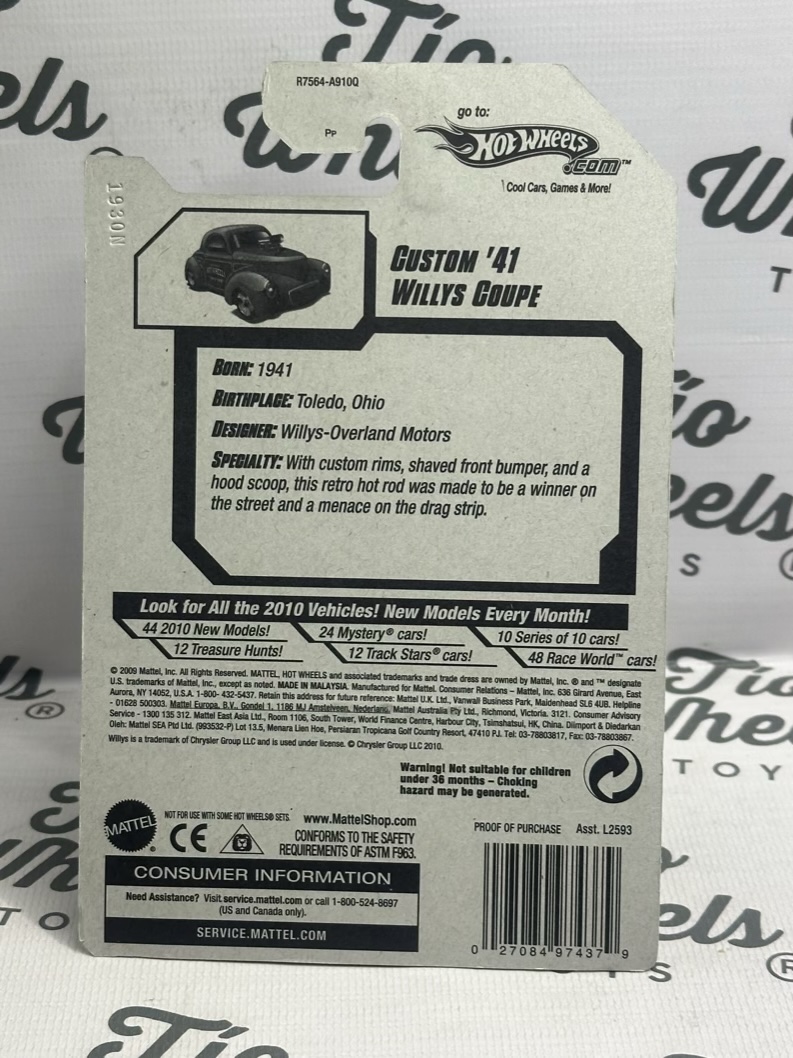 R7564-A910Q
Pp
go to:
HOT WHEELS
.COM™
Cool Cars, Games & More!
1930N
CUSTOM '41
WILLYS COUPE
BORN: 1941
BIRTHPLACE: Toledo, Ohio
DESIGNER: Willys-Overland Motors
SPECIALTY: With custom rims, shaved front bumper, and a
hood scoop, this retro hot rod was made to be a winner on
the street and a menace on the drag strip.
Look for All the 2010 Vehicles! New Models Every Month!
44 2010 New Models!
24 Mystery® cars!
10 Series of 10 cars!
12 Treasure Hunts!
12 Track Stars® cars!
48 Race World™ cars!
© 2009 Mattel, Inc. All Rights Reserved. MATTEL, HOT WHEELS and associated trademarks and trade dress are owned by Mattel, Inc. ® and ™ designate
U.S. trademarks of Mattel, Inc., except as noted. MADE IN MALAYSIA. Manufactured for Mattel. Consumer Relations – Mattel, Inc. 636 Girard Avenue, East
Aurora, NY 14052, U.S.A. 1-800- 432-5437. Retain this address for future reference: Mattel U.K. Ltd., Vanwall Business Park, Maidenhead SL6 4UB. Helpline
- 01628 500303. Mattel Europa, B.V., Gondel 1, 1186 MJ Amstelveen, Nederland. Mattel Australia Pty Ltd., Richmond, Victoria. 3121. Consumer Advisory
Service - 1300 135 312. Mattel East Asia Ltd., Room 1106, South Tower, World Finance Centre, Harbour City, Tsimshatsui, HK, China. Diimport & Diedarkan
Oleh: Mattel SEA Ptd Ltd. (993532-P) Lot 13.5, Menara Lien Hoe, Persiaran Tropicana Golf Country Resort, 47410 PJ. Tel: 03-78803817, Fax: 03-78803867.
Willys is a trademark of Chrysler Group LLC and is used under license. © Chrysler Group LLC 2010.
Warning! Not suitable for children
under 36 months – Choking
hazard may be generated.
MATTEL
NOT FOR USE WITH SOME HOT WHEELS® SETS.
www.MattelShop.com
CE
CONFORMS TO THE SAFETY
REQUIREMENTS OF ASTM F963.
PROOF OF PURCHASE Asst. L2593
CONSUMER INFORMATION
Need Assistance? Visit service.mattel.com or call 1-800-524-8697
(US and Canada only).
SERVICE.MATTEL.COM
0 27084 97437 9